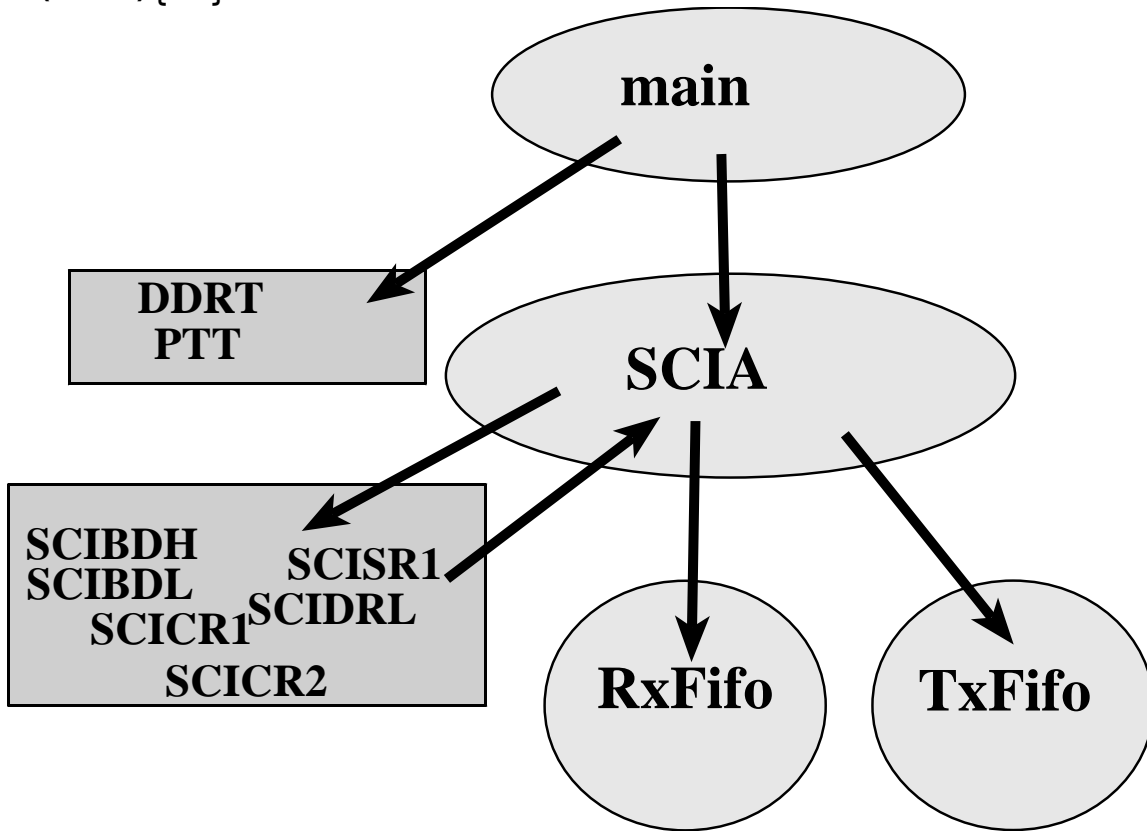 main
DDRT
PTT
SCIA
SCIBDH
SCISR1
SCIBDL
SCIDRL
SCICR1
SCICR2
RxFifo
TxFifo